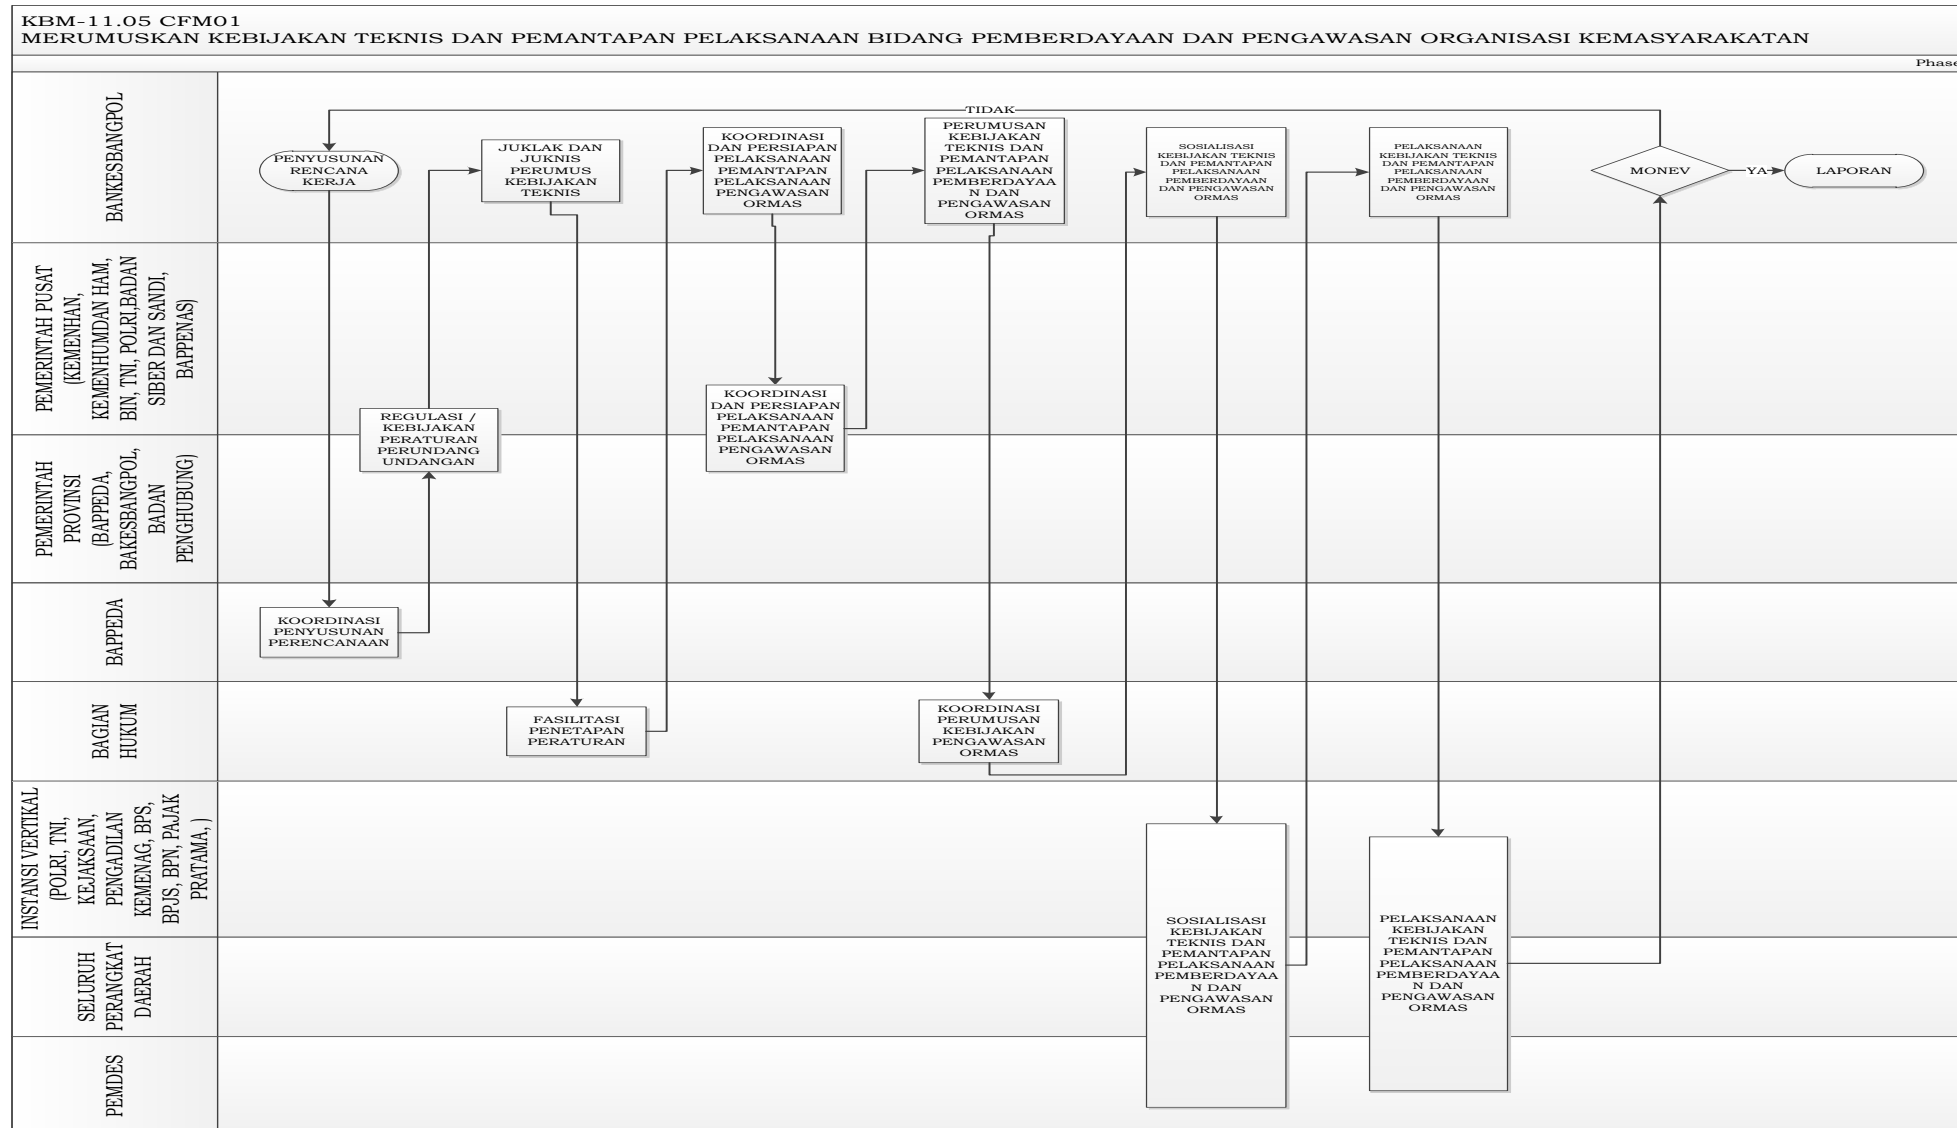 KBM-11.05 CFM01
MERUMUSKAN KEBIJAKAN TEKNIS DAN PEMANTAPAN PELAKSANAAN BIDANG PEMBERDAYAAN DAN PENGAWASAN ORGANISASI KEMASYARAKATAN
Phase
BANKESBANGPOL
TIDAK
PENYUSUNAN
RENCANA
KERJA
JUKLAK DAN
JUKNIS
PERUMUS
KEBIJAKAN
TEKNIS
KOORDINASI
DAN PERSIAPAN
PELAKSANAAN
PEMANTAPAN
PELAKSANAAN
PENGAWASAN
ORMAS
PERUMUSAN
KEBIJAKAN
TEKNIS DAN
PEMANTAPAN
PELAKSANAAN
PEMBERDAYAA
N DAN
PENGAWASAN
ORMAS
SOSIALISASI
KEBIJAKAN TEKNIS
DAN PEMANTAPAN
PELAKSANAAN
PEMBERDAYAAN
DAN PENGAWASAN
ORMAS
PELAKSANAAN
KEBIJAKAN TEKNIS
DAN PEMANTAPAN
PELAKSANAAN
PEMBERDAYAAN
DAN PENGAWASAN
ORMAS
MONEV
YA
LAPORAN
PEMERINTAH PUSAT
(KEMENHAN,
KEMENHUMDAN HAM,
BIN, TNI, POLRI,BADAN
SIBER DAN SANDI,
BAPPENAS)
REGULASI /
KEBIJAKAN
PERATURAN
PERUNDANG
UNDANGAN
KOORDINASI
DAN PERSIAPAN
PELAKSANAAN
PEMANTAPAN
PELAKSANAAN
PENGAWASAN
ORMAS
PEMERINTAH
PROVINSI
(BAPPEDA,
BAKESBANGPOL,
BADAN
PENGHUBUNG)
BAPPEDA
KOORDINASI
PENYUSUNAN
PERENCANAAN
BAGIAN
HUKUM
FASILITASI
PENETAPAN
PERATURAN
KOORDINASI
PERUMUSAN
KEBIJAKAN
PENGAWASAN
ORMAS
INSTANSI VERTIKAL
(POLRI, TNI,
KEJAKSAAN,
PENGADILAN
KEMENAG, BPS,
BPJS, BPN, PAJAK
PRATAMA, )
SOSIALISASI
KEBIJAKAN
TEKNIS DAN
PEMANTAPAN
PELAKSANAAN
PEMBERDAYAA
N DAN
PENGAWASAN
ORMAS
PELAKSANAAN
KEBIJAKAN
TEKNIS DAN
PEMANTAPAN
PELAKSANAAN
PEMBERDAYAA
N DAN
PENGAWASAN
ORMAS
SELURUH
PERANGKAT
DAERAH
PEMDES